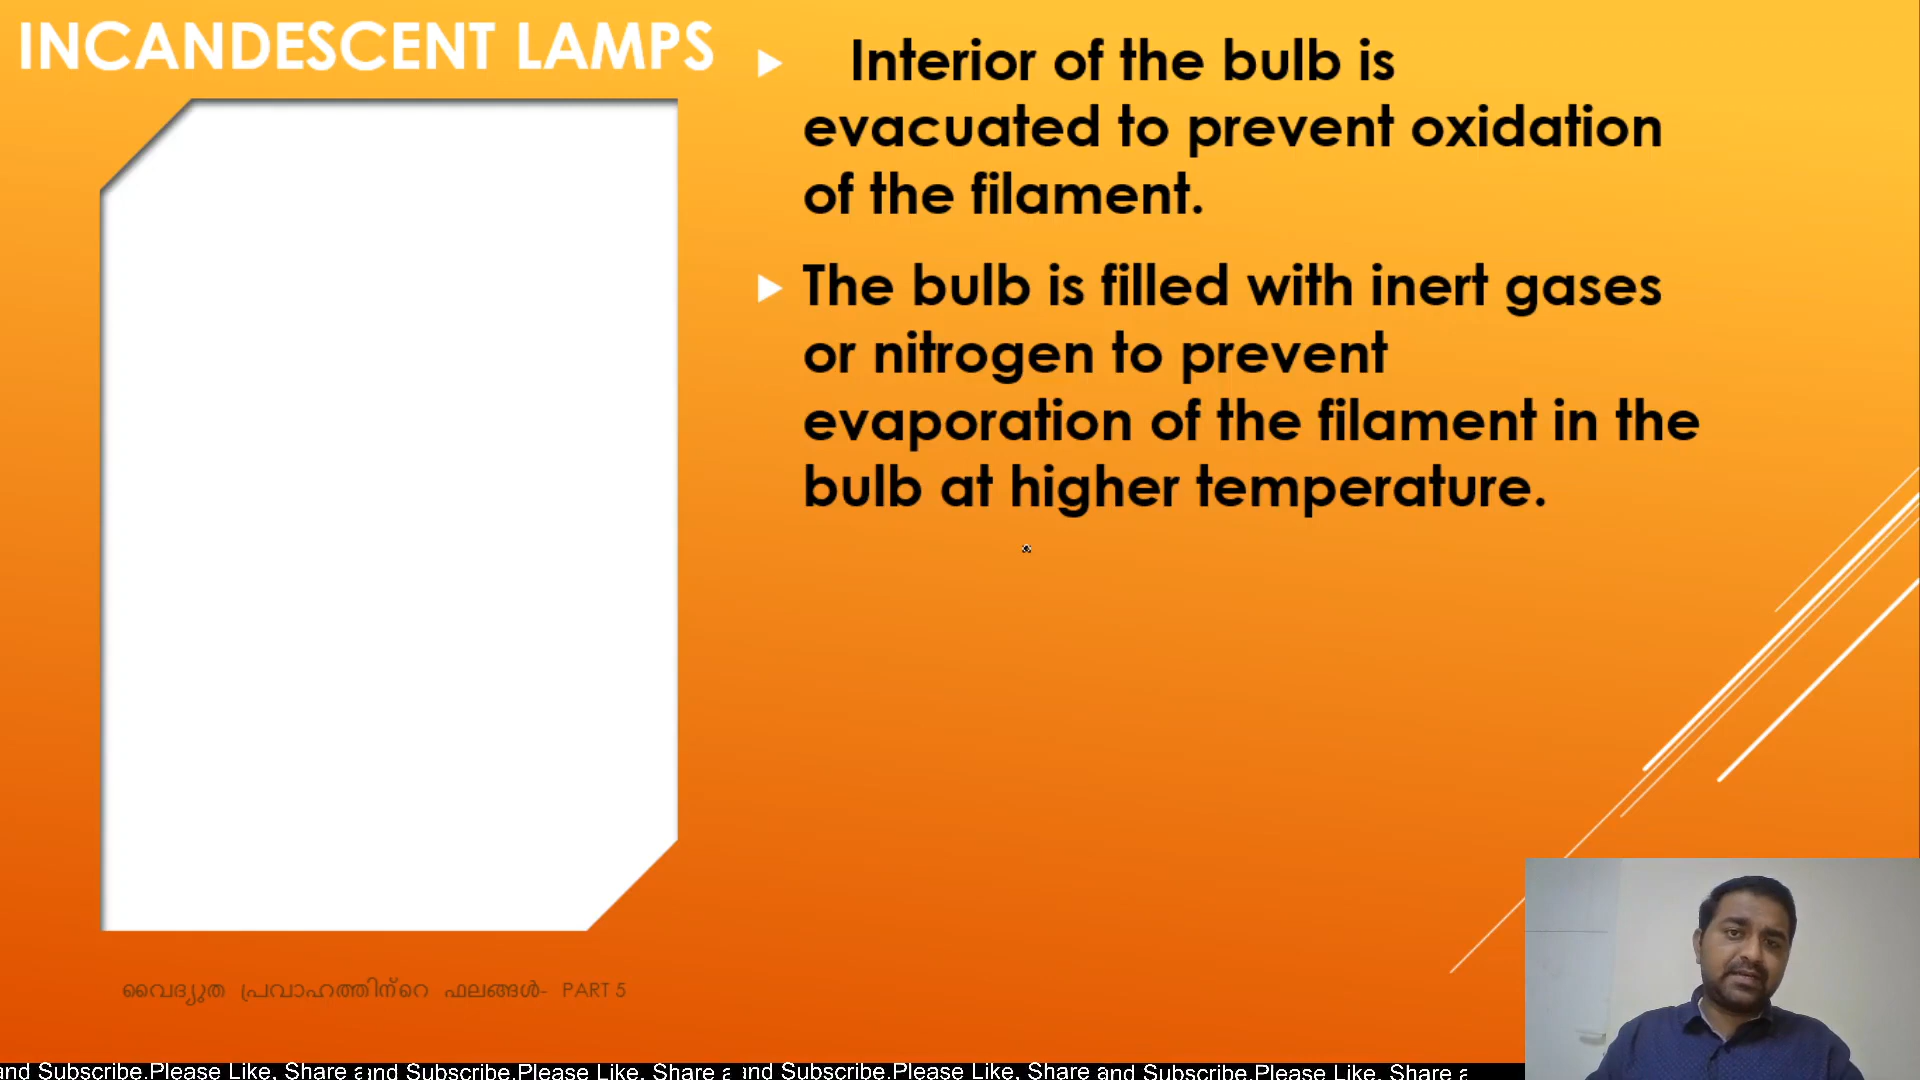 INCANDESCENT LAMPS
Interior of the bulb is
evacuated to prevent oxidation
of the filament.
The bulb is filled with inert gases
or nitrogen to prevent
evaporation of the filament in the
bulb at higher temperature.
വൈദ്യുത പ്രവാഹത്തിന്റെ ഫലങ്ങൾ- PART 5
and Subscribe.Please Like, Share and Subscribe.Please Like, Share and Subscribe.Please Like, Share and Subscribe.Please Like, Share a